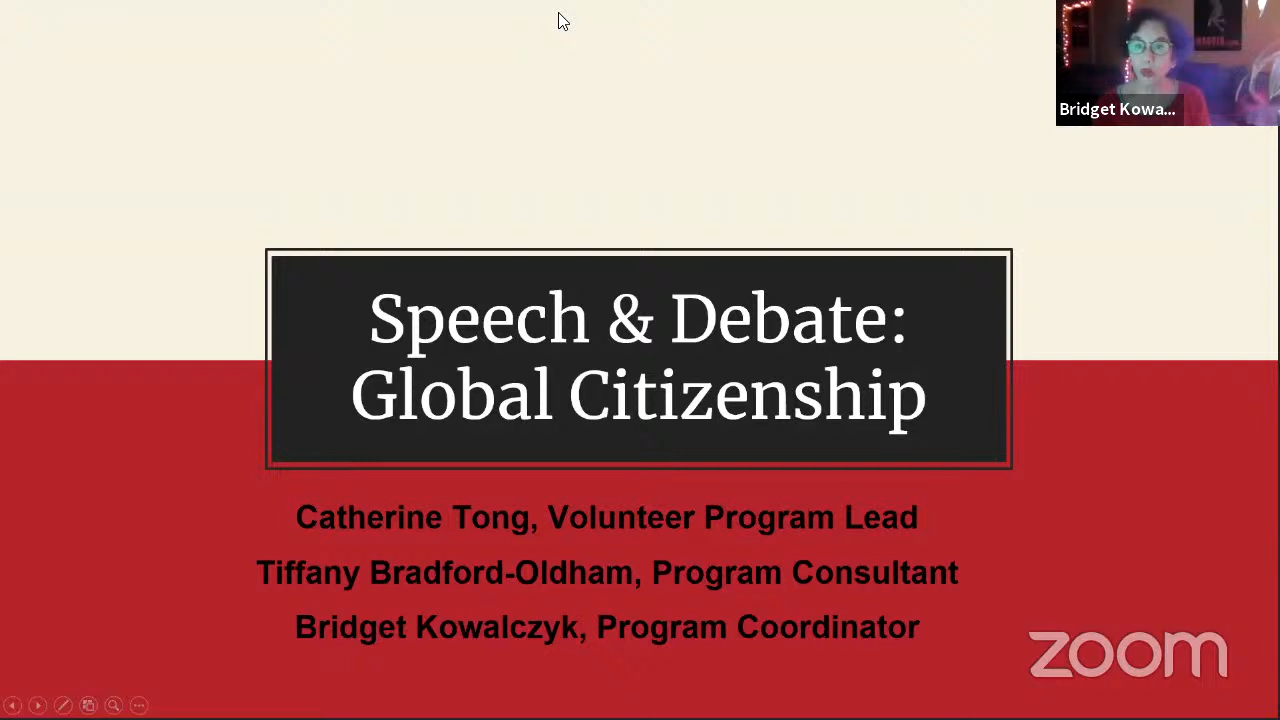 Bridget Kowa...
Speech & Debate:
Global Citizenship
Catherine Tong, Volunteer Program Lead
Tiffany Bradford-Oldham, Program Consultant
Bridget Kowalczyk, Program Coordinator
zoom